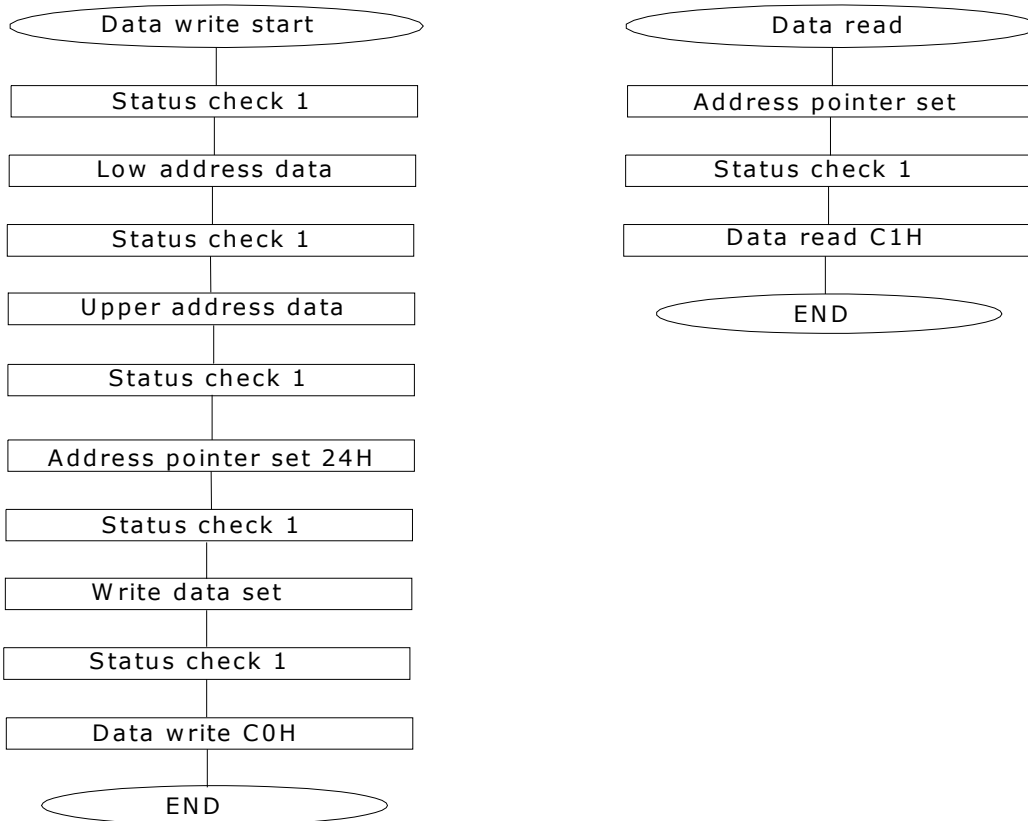 Data write start
Status check 1
Low address data
Status check 1
Upper address data
Status check 1
Address pointer set 24H
Status check 1
Write data set
Status check 1
Data write C0H
END
Data read
Address pointer set
Status check 1
Data read C1H
END